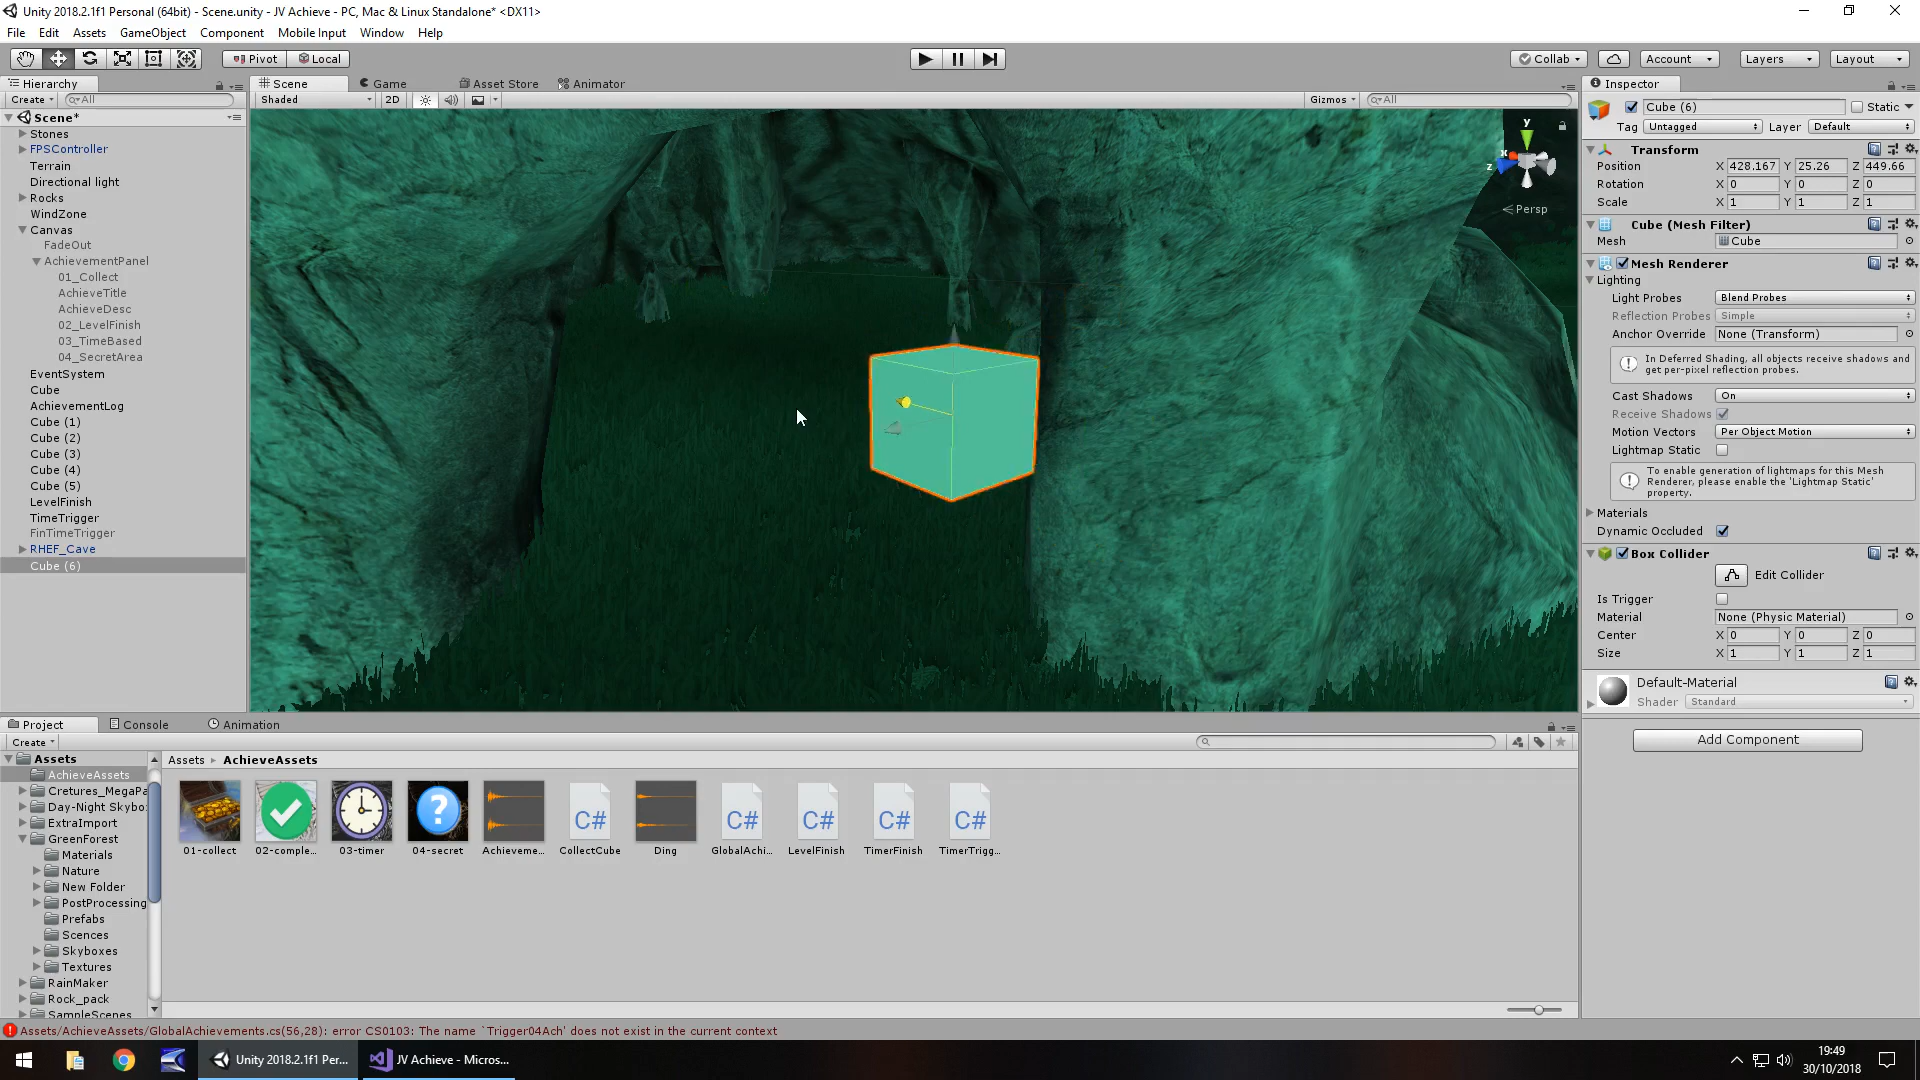 Unity 2018.2.1f1 Personal (64bit) - Scene.unity - JV Achieve - PC, Mac & Linux Standalone* <DX11>
File Edit Assets GameObject Component Mobile Input Window Help
Pivot Local Collab Account Layers Layout
Hierarchy Scene Game Asset Store Animator Inspector
Create All Shaded 2D Gizmos All
Cube (6) Static
Tag Untagged Layer Default
Scene*
Stones
FPSController
Terrain
Directional light
Rocks
WindZone
Canvas
FadeOut
AchievementPanel
01_Collect
AchieveTitle
AchieveDesc
02_LevelFinish
03_TimeBased
04_SecretArea
EventSystem
Cube
AchievementLog
Cube (1)
Cube (2)
Cube (3)
Cube (4)
Cube (5)
LevelFinish
TimeTrigger
FinTimeTrigger
RHEF_Cave
Cube (6)
y
x
z
Persp
Transform
Position X 428.167 Y 25.26 Z 449.66
Rotation X 0 Y 0 Z 0
Scale X 1 Y 1 Z 1
Cube (Mesh Filter)
Mesh Cube
Mesh Renderer
Lighting
Light Probes Blend Probes
Reflection Probes Simple
Anchor Override None (Transform)
In Deferred Shading, all objects receive shadows and
get per-pixel reflection probes.
Cast Shadows On
Receive Shadows
Motion Vectors Per Object Motion
Lightmap Static
To enable generation of lightmaps for this Mesh
Renderer, please enable the 'Lightmap Static'
property.
Materials
Dynamic Occluded
Box Collider
Edit Collider
Is Trigger
Material None (Physic Material)
Center X 0 Y 0 Z 0
Size X 1 Y 1 Z 1
Default-Material
Shader Standard
Add Component
Project Console Animation
Create
Assets
AchieveAssets
Cretures_MegaPa
Day-Night Skybo
ExtraImport
GreenForest
Materials
Nature
New Folder
PostProcessing
Prefabs
Scences
Skyboxes
Textures
RainMaker
Rock_pack
SampleScenes
Assets AchieveAssets
?
C# C# C# C# C#
01-collect 02-comple... 03-timer 04-secret Achieveme... CollectCube Ding GlobalAchi... LevelFinish TimerFinish TimerTrigg...
Assets/AchieveAssets/GlobalAchievements.cs(56,28): error CS0103: The name `Trigger04Ach' does not exist in the current context
Unity 2018.2.1f1 Per... JV Achieve - Micros...
19:49
30/10/2018